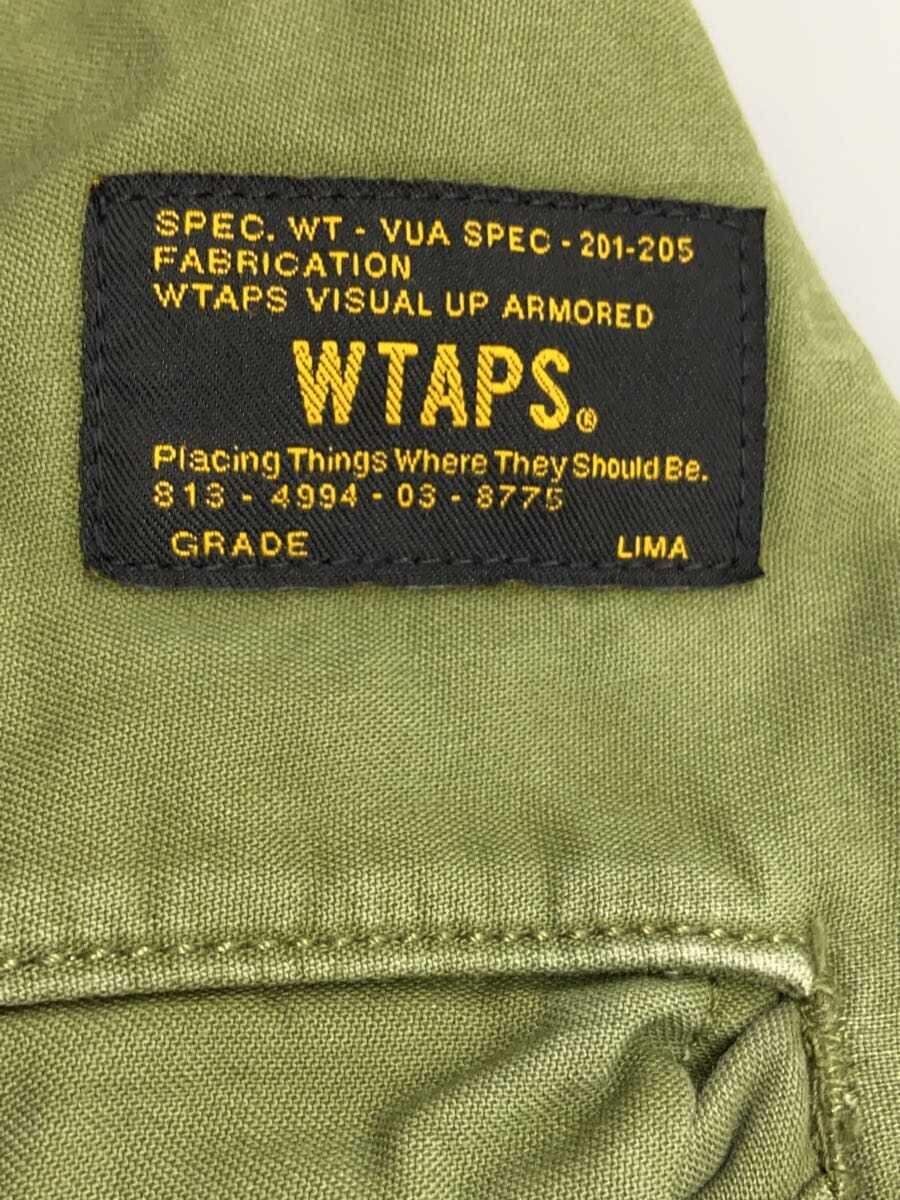 SPEC. WT - VUA SPEC - 201-205
FABRICATION
WTAPS VISUAL UP ARMORED
WTAPS®
Placing Things Where They Should Be.
813 - 4994 - 03 - 8775
GRADE LIMA